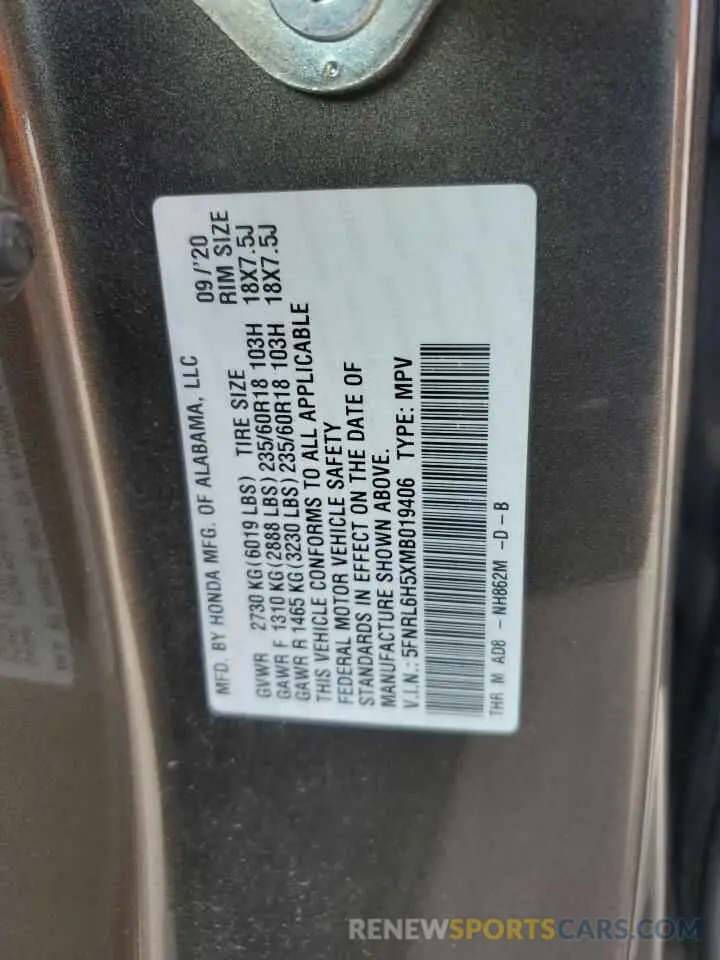 MFD. BY HONDA MFG. OF ALABAMA, LLC 09/'20
GVWR 2730 KG(6019 LBS) TIRE SIZE RIM SIZE
GAWR F 1310 KG(2888 LBS) 235/60R18 103H 18X7.5J
GAWR R 1465 KG(3230 LBS) 235/60R18 103H 18X7.5J
THIS VEHICLE CONFORMS TO ALL APPLICABLE
FEDERAL MOTOR VEHICLE SAFETY
STANDARDS IN EFFECT ON THE DATE OF
MANUFACTURE SHOWN ABOVE.
V.I.N.: 5FNRL6H5XMB019406 TYPE: MPV
THR M AD8 - NH862M -D-B
RENEWSPORTSCARS.COM